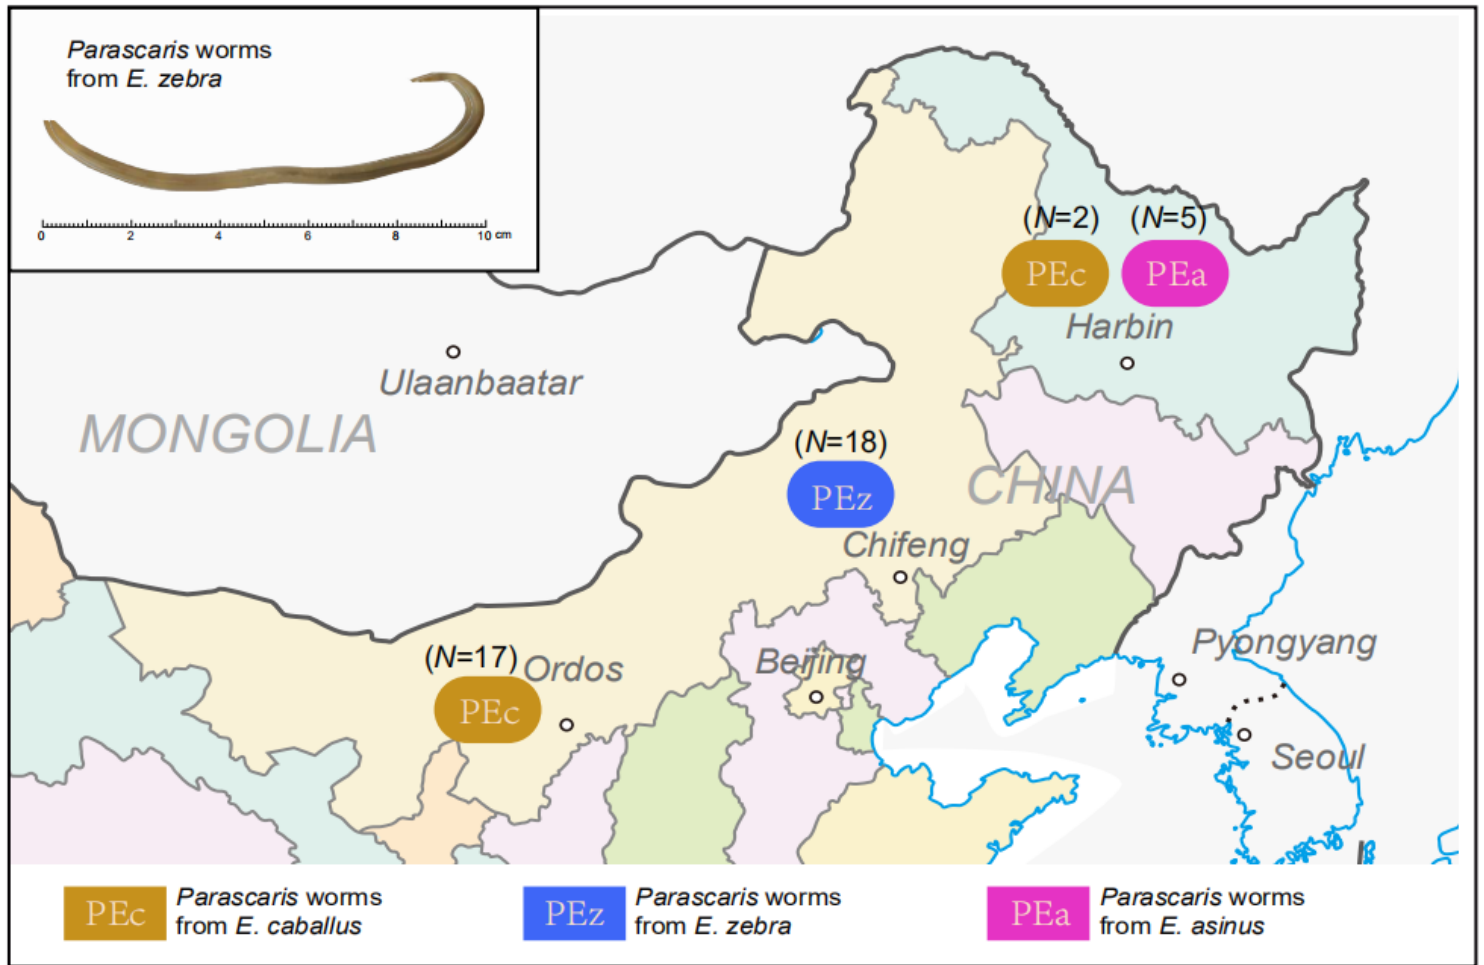 Parascaris worms
from E. zebra
0 2 4 6 8 10 cm
(N=2) (N=5)
PEc PEa
Harbin
Ulaanbaatar
MONGOLIA
(N=18)
PEz
CHINA
Chifeng
(N=17) Ordos
PEc
Beijing
Pyongyang
Seoul
PEc
Parascaris worms
from E. caballus
PEz
Parascaris worms
from E. zebra
PEa
Parascaris worms
from E. asinus